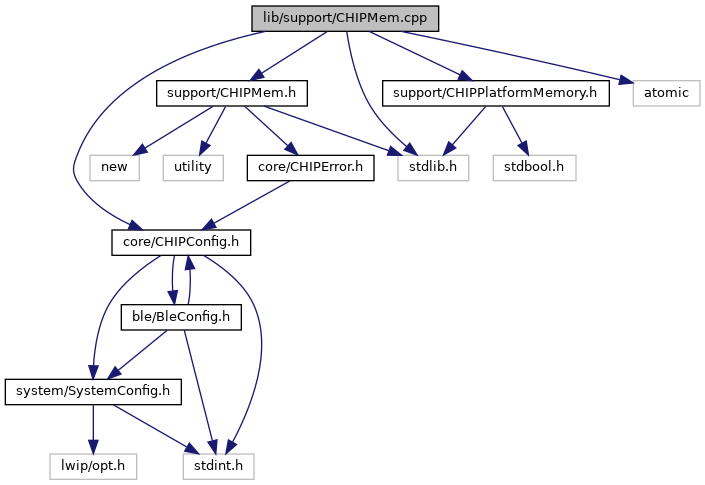 lib/support/CHIPMem.cpp
support/CHIPMem.h
support/CHIPPlatformMemory.h
atomic
new
utility
core/CHIPError.h
stdlib.h
stdbool.h
core/CHIPConfig.h
ble/BleConfig.h
system/SystemConfig.h
lwip/opt.h
stdint.h